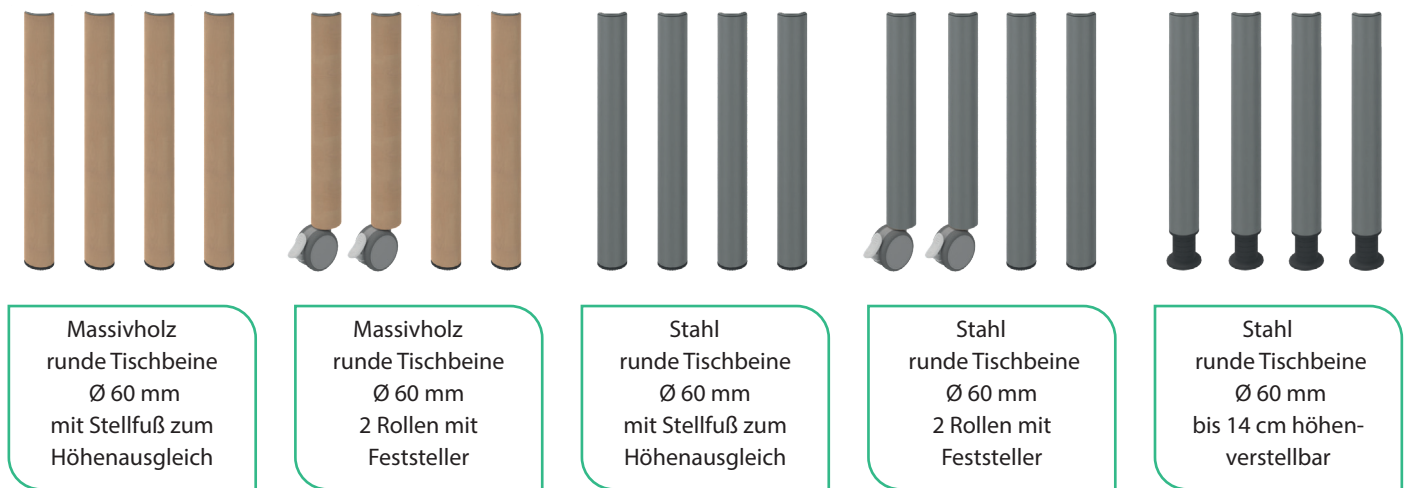 Massivholz
runde Tischbeine
Ø 60 mm
mit Stellfuß zum
Höhenausgleich
Massivholz
runde Tischbeine
Ø 60 mm
2 Rollen mit
Feststeller
Stahl
runde Tischbeine
Ø 60 mm
mit Stellfuß zum
Höhenausgleich
Stahl
runde Tischbeine
Ø 60 mm
2 Rollen mit
Feststeller
Stahl
runde Tischbeine
Ø 60 mm
bis 14 cm höhen-
verstellbar